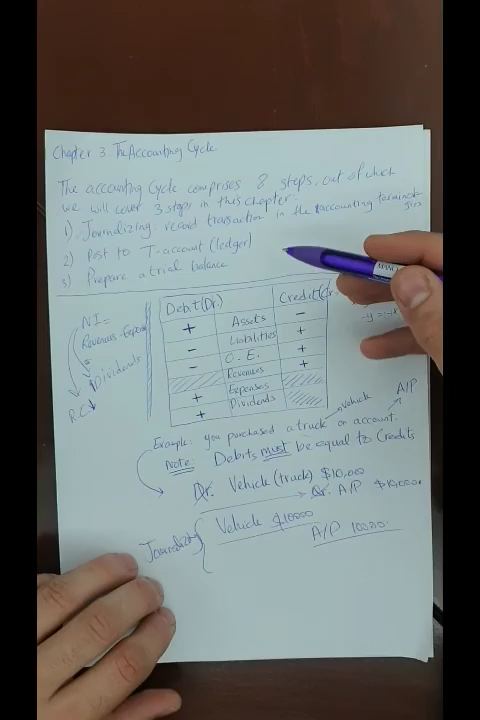 Chapter 3 The Accounting Cycle
The accounting Cycle comprises 8 steps, out of which
we will cover 3 steps in this chapter.
1) Journalizing: record transaction in the accounting
2) Post to T-account (ledger)
3) Prepare a trial balance
Debit (Dr.) Credit (Cr.
+ Assets -
- Liabilities +
- O.E. +
Revenues +
+ Expenses
+ Dividends
NI =
Revenues-Expens
Dividends
-y =
Vehicle
A/P
Example: you purchased a truck on account.
Note: Debits must be equal to Credits
Dr. Vehicle (truck) $10,000
Cr. A/P $10,000.
Journalizing
Vehicle $10000
A/P 10000.
MANC